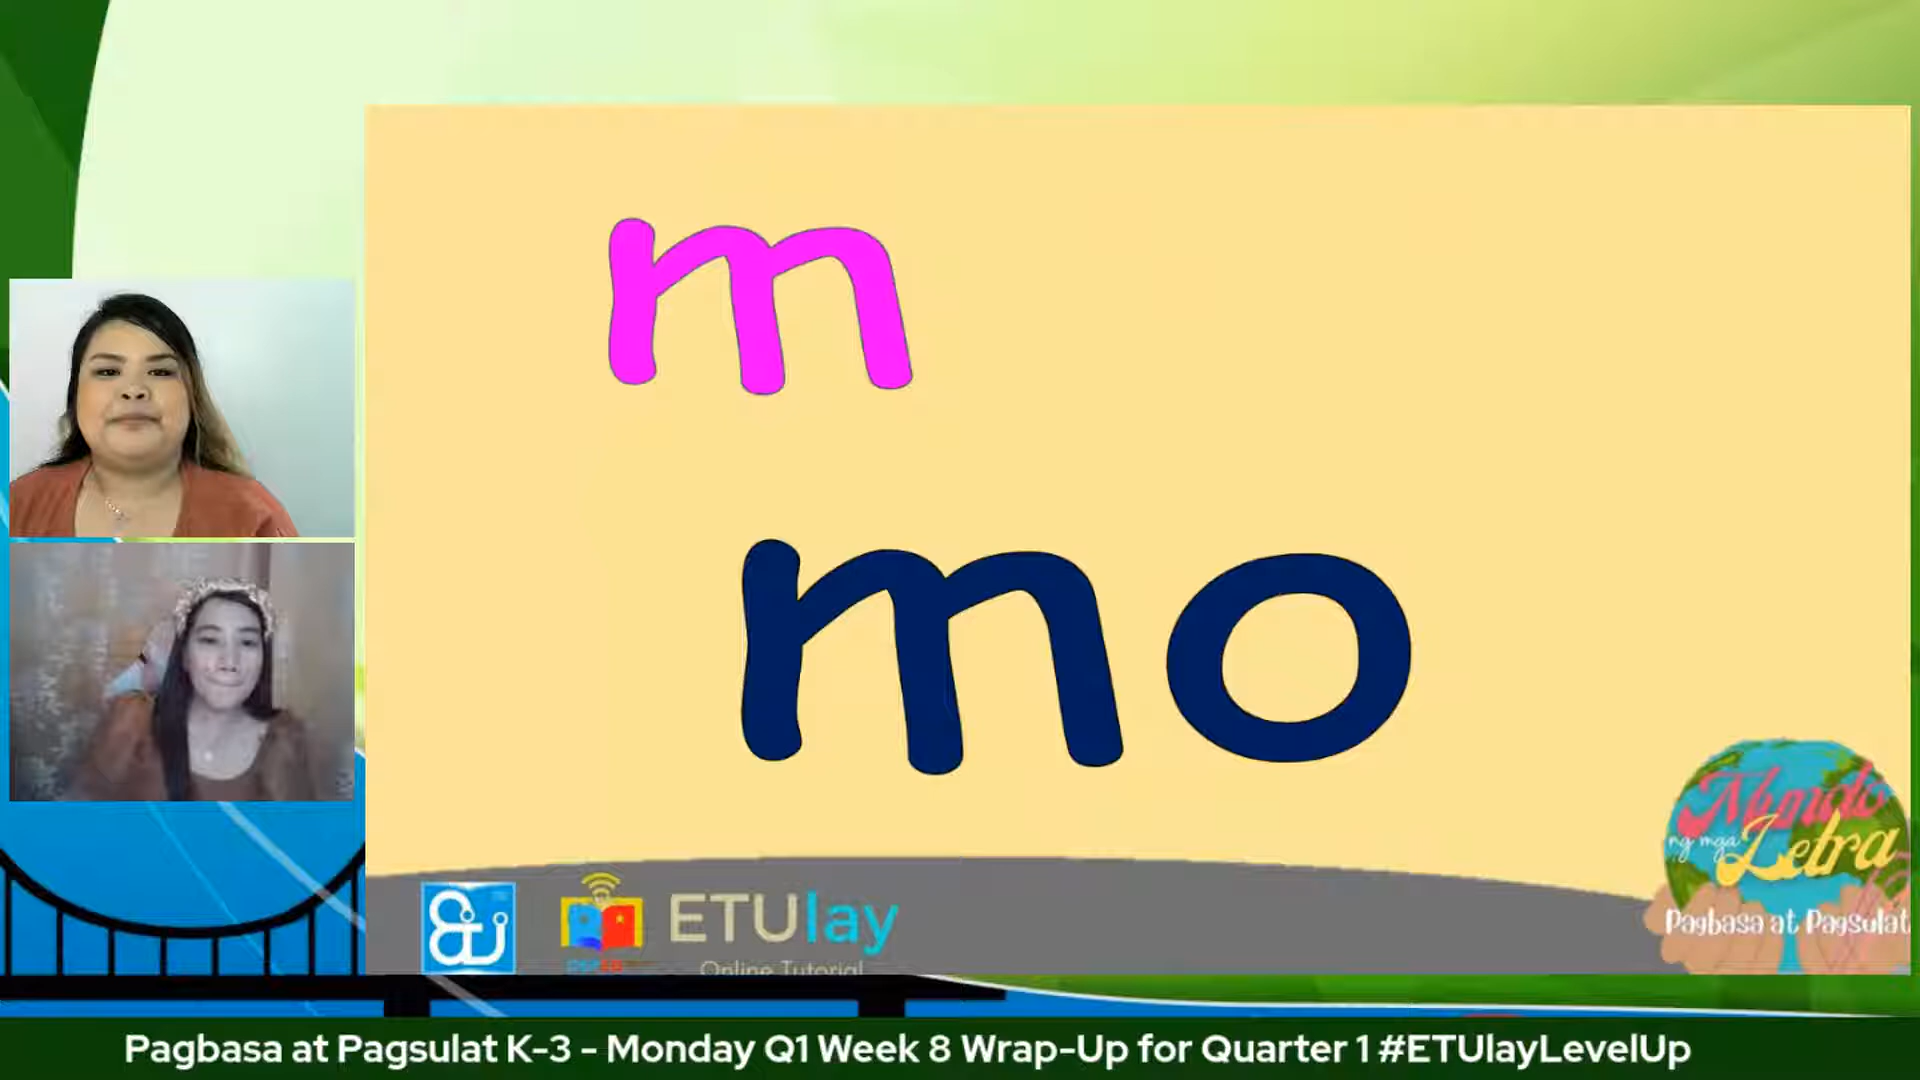 m
mo
Mundo
ng mga Letra
Pagbasa at Pagsulat
ETUlay
Online Tutorial
Pagbasa at Pagsulat K-3 - Monday Q1 Week 8 Wrap-Up for Quarter 1 #ETUlayLevelUp